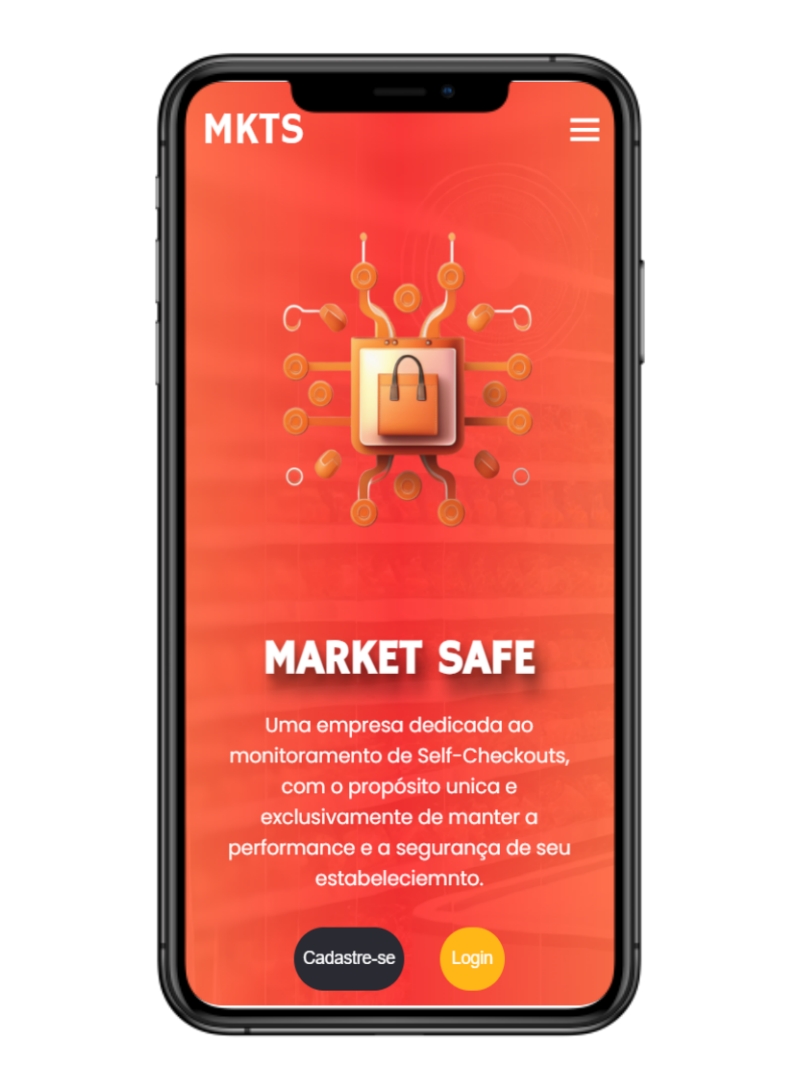 MKTS
MARKET SAFE
Uma empresa dedicada ao
monitoramento de Self-Checkouts,
com o propósito unica e
exclusivamente de manter a
performance e a segurança de seu
estabeleciemnto.
Cadastre-se
Login